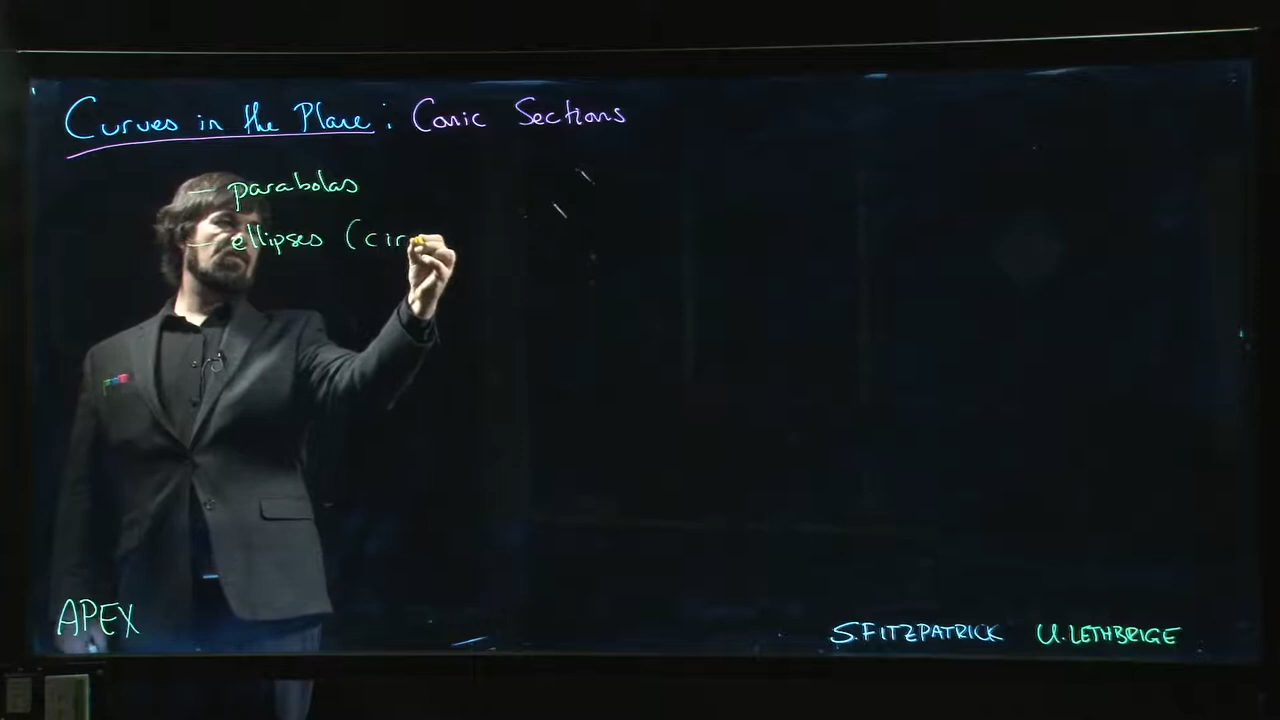 Curves in the Plane: Conic Sections
— parabolas
— ellipses (cir
APEX
S.FITZPATRICK U.LETHBRIGE